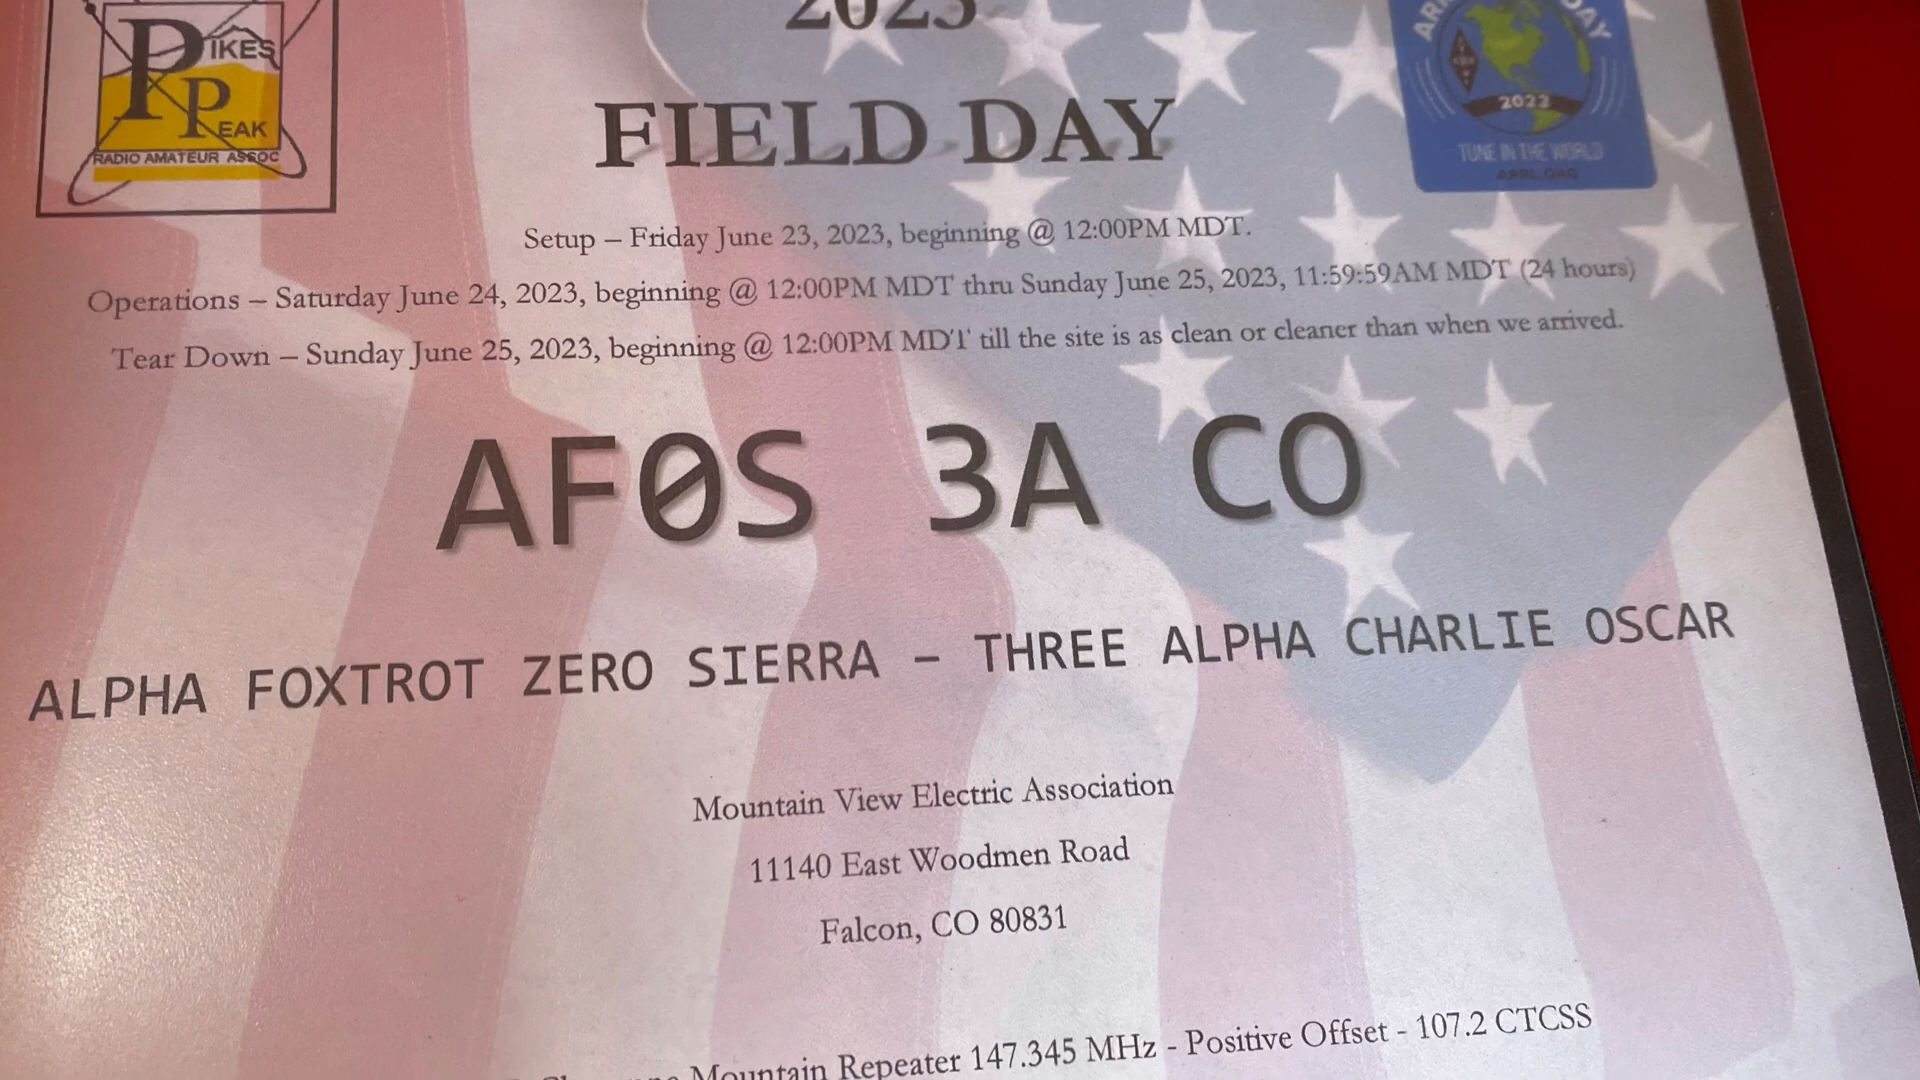 2023
PIKES
PEAK
RADIO AMATEUR ASSOC
2023
TUNE IN THE WORLD
ARRL.ORG
FIELD DAY
Setup – Friday June 23, 2023, beginning @ 12:00PM MDT.
Operations – Saturday June 24, 2023, beginning @ 12:00PM MDT thru Sunday June 25, 2023, 11:59:59AM MDT (24 hours)
Tear Down – Sunday June 25, 2023, beginning @ 12:00PM MDT till the site is as clean or cleaner than when we arrived.
AF0S 3A CO
ALPHA FOXTROT ZERO SIERRA – THREE ALPHA CHARLIE OSCAR
Mountain View Electric Association
11140 East Woodmen Road
Falcon, CO 80831
Mountain Repeater 147.345 MHz - Positive Offset - 107.2 CTCSS